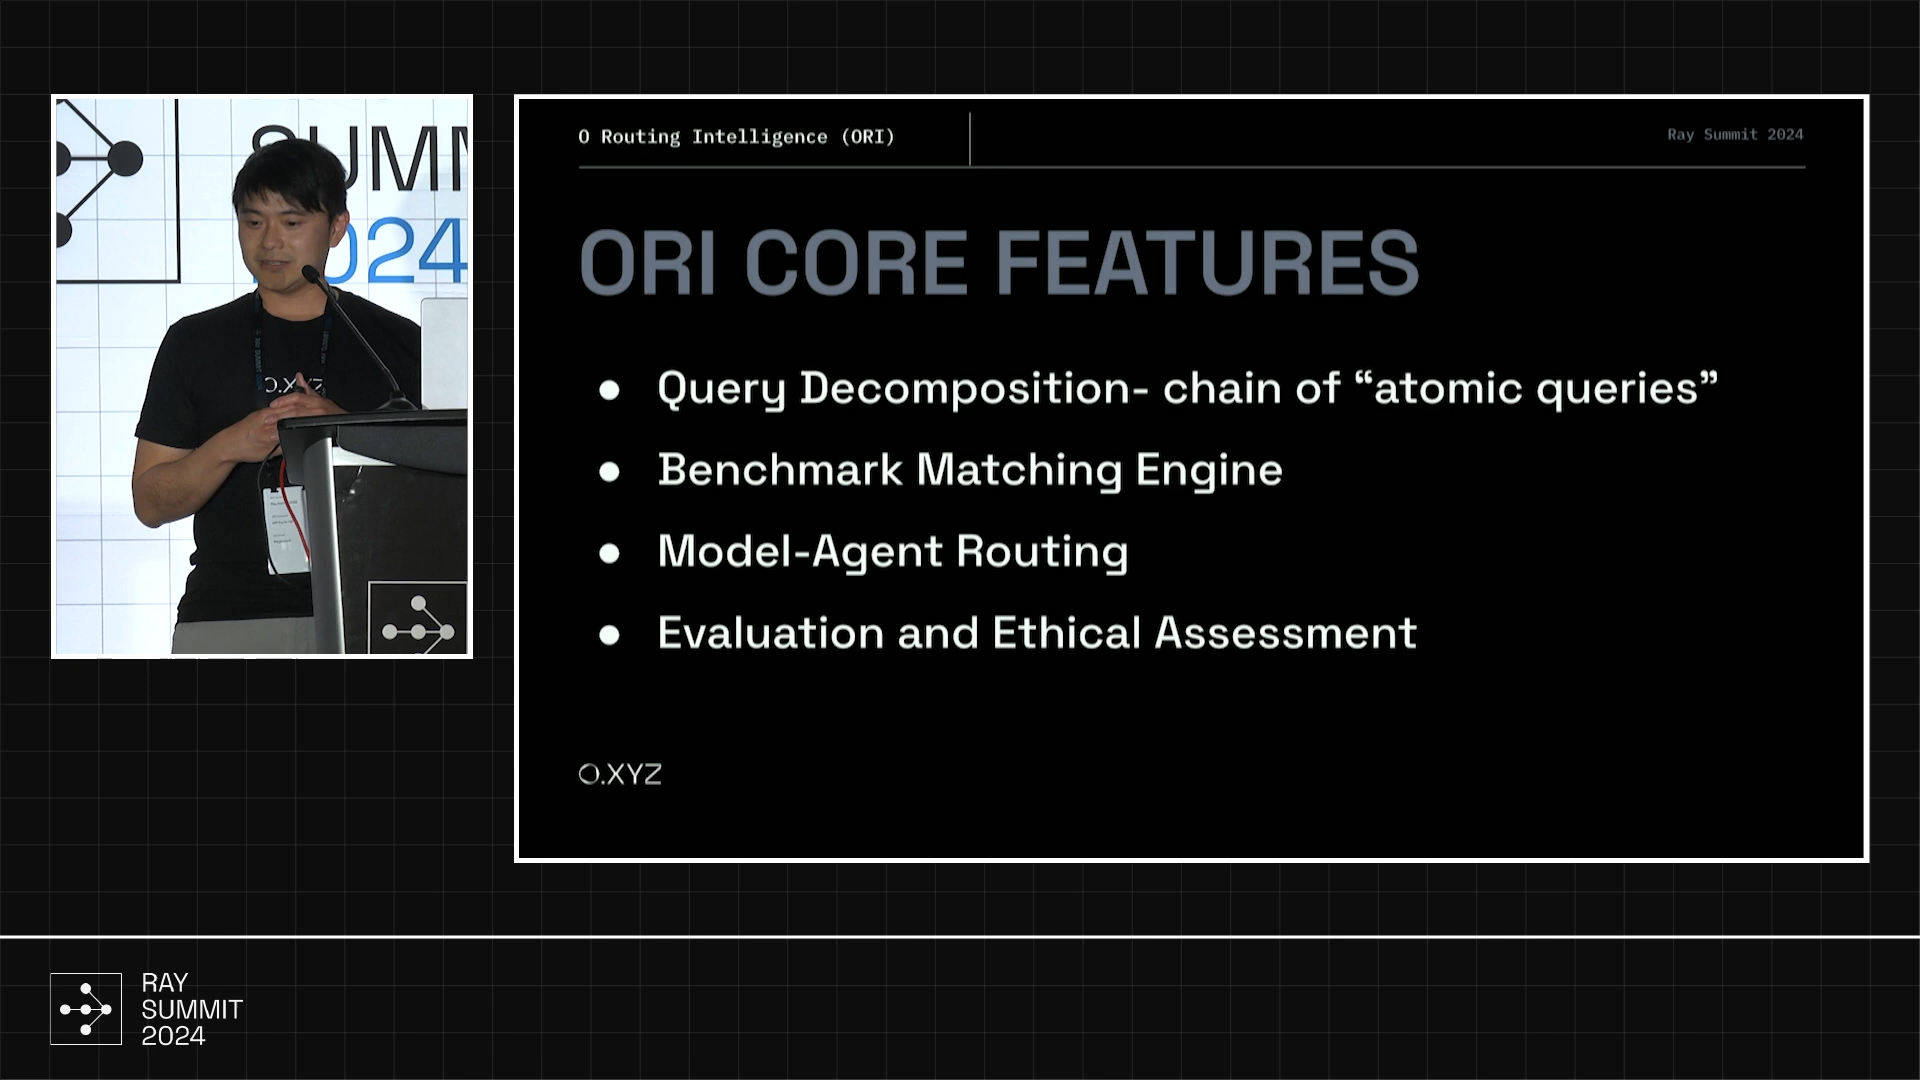 SUMM
2024
O.XYZ
O Routing Intelligence (ORI)
Ray Summit 2024
ORI CORE FEATURES
● Query Decomposition- chain of “atomic queries”
● Benchmark Matching Engine
● Model-Agent Routing
● Evaluation and Ethical Assessment
O.XYZ
RAY
SUMMIT
2024